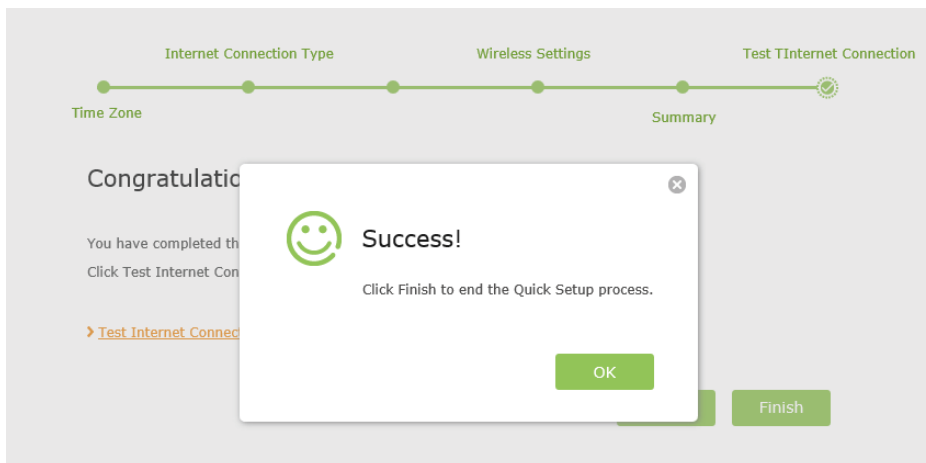 Internet Connection Type
Wireless Settings
Test TInternet Connection
Time Zone
Summary
Congratulatio
You have completed th
Click Test Internet Con
Test Internet Connect
Success!
Click Finish to end the Quick Setup process.
OK
Finish